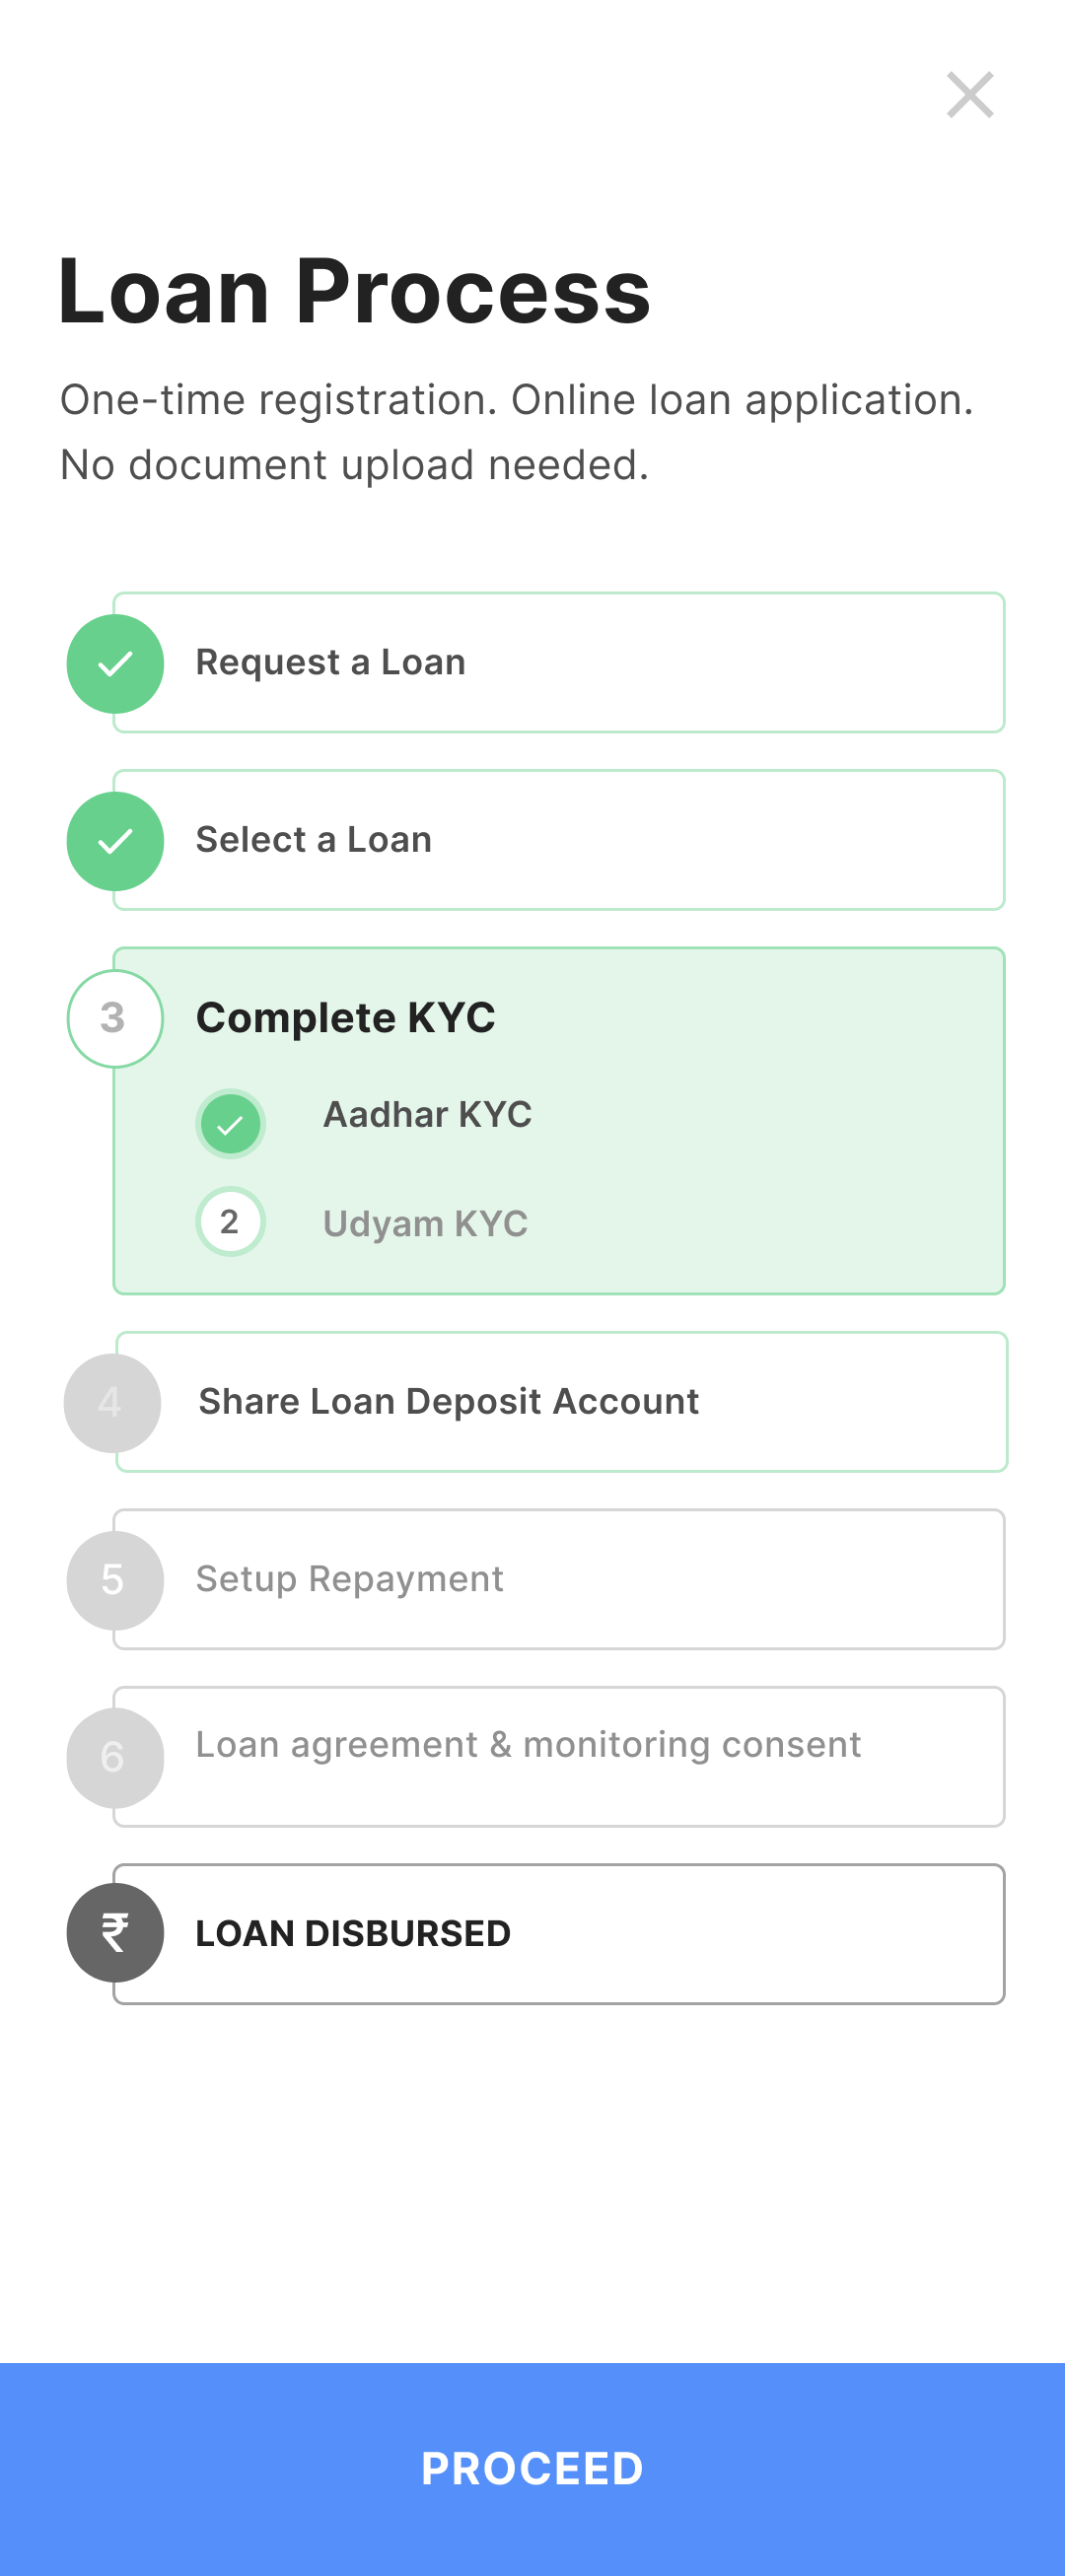 Loan Process
One-time registration. Online loan application.
No document upload needed.
Request a Loan
Select a Loan
3 Complete KYC
Aadhar KYC
2 Udyam KYC
4 Share Loan Deposit Account
5 Setup Repayment
6 Loan agreement & monitoring consent
₹ LOAN DISBURSED
PROCEED